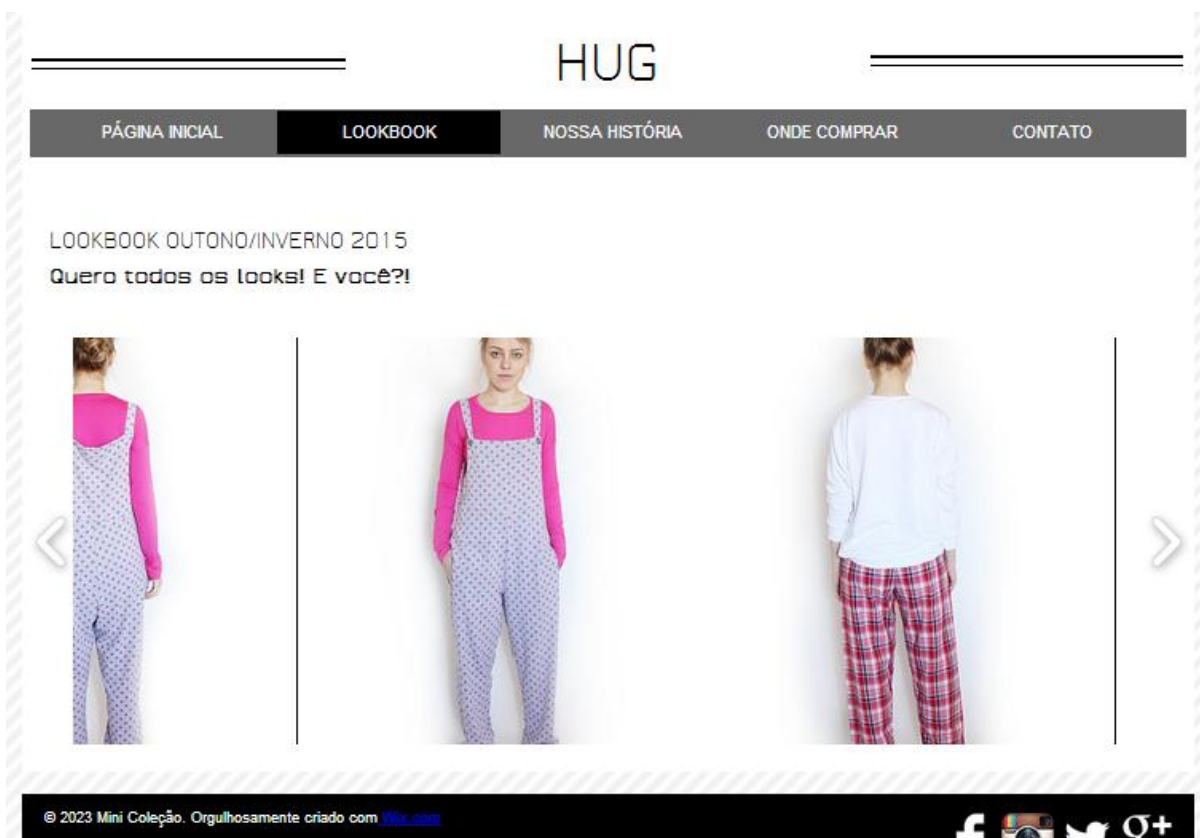 HUG
PÁGINA INICIAL
LOOKBOOK
NOSSA HISTÓRIA
ONDE COMPRAR
CONTATO
LOOKBOOK OUTONO/INVERNO 2015
Quero todos os looks! E você?!
© 2023 Mini Coleção. Orgulhosamente criado com Wix.com